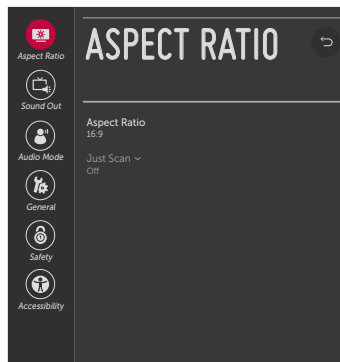 Aspect Ratio
Sound Out
Audio Mode
General
Safety
Accessibility
ASPECT RATIO
Aspect Ratio
16:9
Just Scan
Off